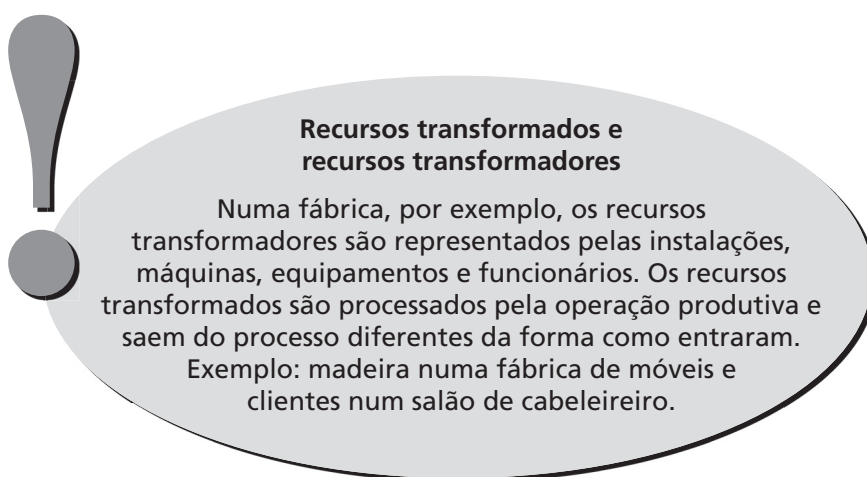 Recursos transformados e
recursos transformadores
Numa fábrica, por exemplo, os recursos
transformadores são representados pelas instalações,
máquinas, equipamentos e funcionários. Os recursos
transformados são processados pela operação produtiva e
saem do processo diferentes da forma como entraram.
Exemplo: madeira numa fábrica de móveis e
clientes num salão de cabeleireiro.